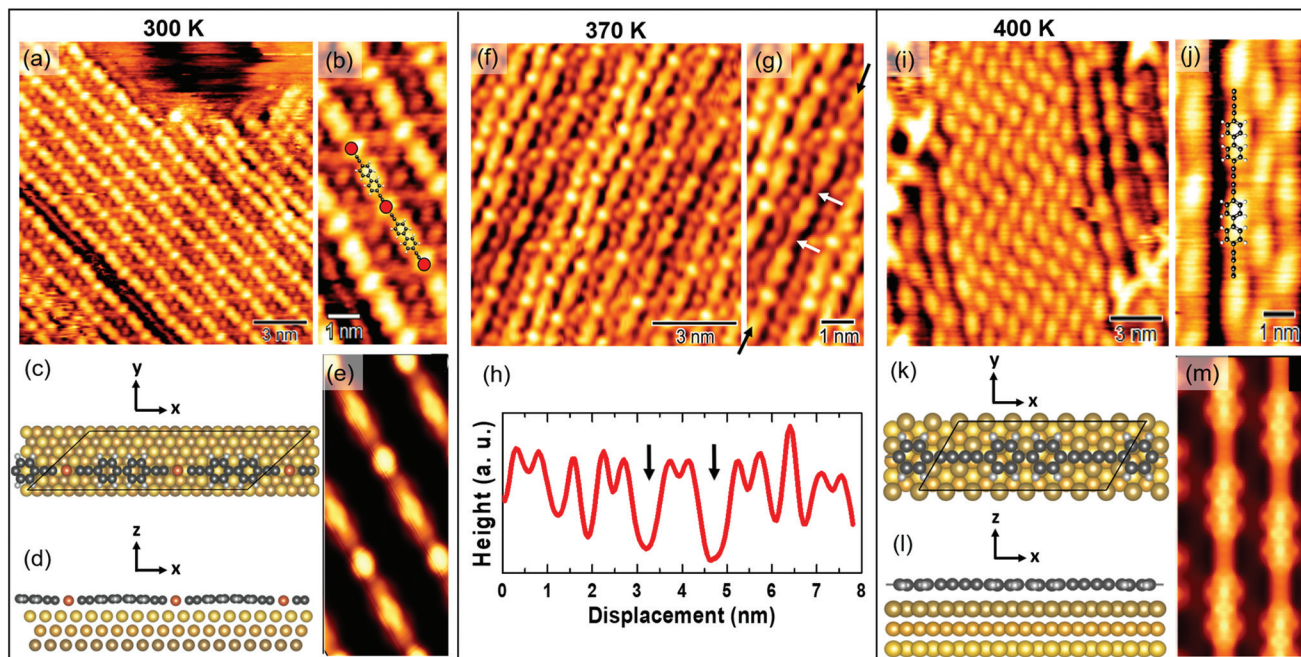 300 K
370 K
400 K
(a)
(b)
(f)
(g)
(i)
(j)
3 nm
1 nm
3 nm
1 nm
3 nm
1 nm
(c)
y
x
(e)
(h)
(k)
y
x
(m)
(d)
z
x
Height (a. u.)
0 1 2 3 4 5 6 7 8
Displacement (nm)
(l)
z
x